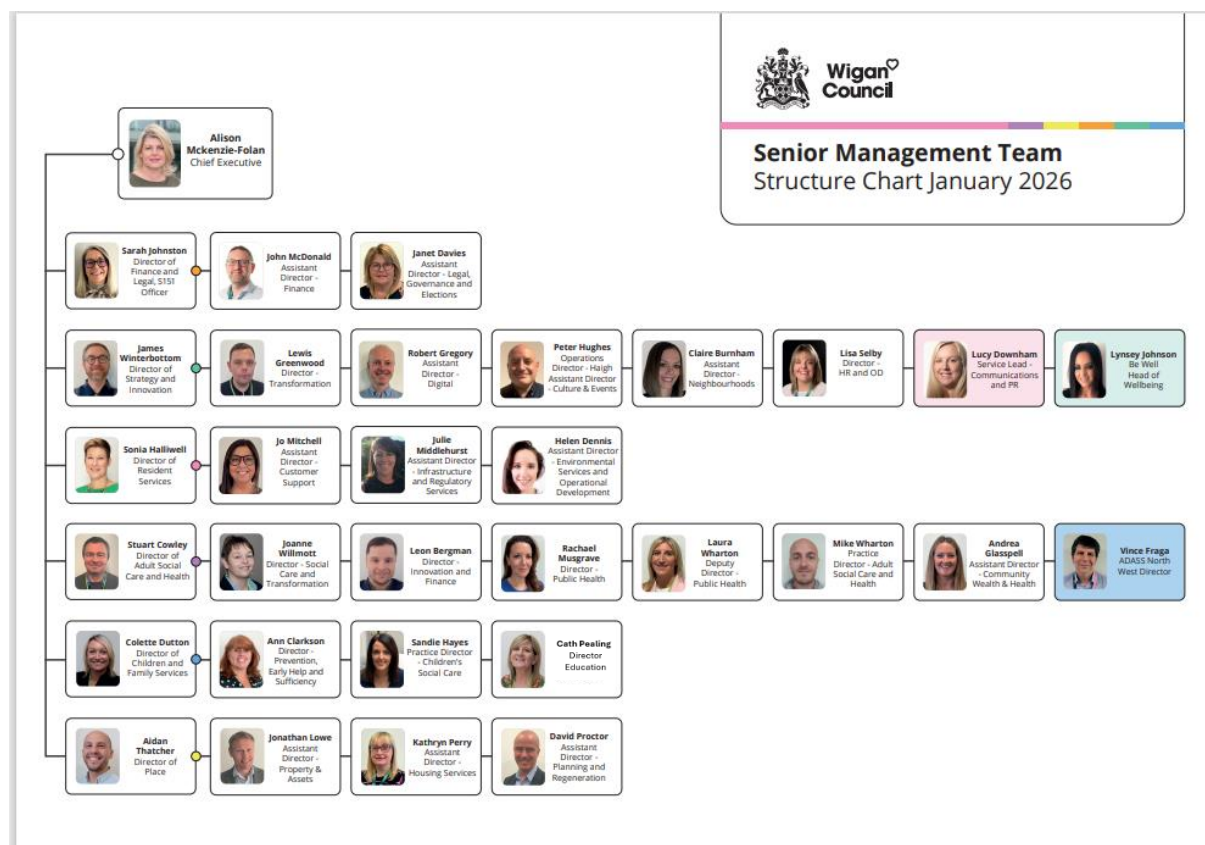 Wigan
Council
Senior Management Team
Structure Chart January 2026
Alison
Mckenzie-Folan
Chief Executive
Sarah Johnston
Director of
Finance and
Legal, S151
Officer
John McDonald
Assistant
Director -
Finance
Janet Davies
Assistant
Director - Legal,
Governance and
Elections
James
Winterbottom
Director of
Strategy and
Innovation
Lewis
Greenwood
Director -
Transformation
Robert Gregory
Assistant
Director -
Digital
Peter Hughes
Operations
Director - Haigh
Assistant Director
- Culture & Events
Claire Burnham
Assistant
Director -
Neighbourhoods
Lisa Selby
Director -
HR and OD
Lucy Downham
Service Lead -
Communications
and PR
Lynsey Johnson
Be Well
Head of
Wellbeing
Sonia Halliwell
Director of
Resident
Services
Jo Mitchell
Assistant
Director -
Customer
Support
Julie
Middlehurst
Assistant Director
- Infrastructure
and Regulatory
Services
Helen Dennis
Assistant Director
- Environmental
Services and
Operational
Development
Stuart Cowley
Director of
Adult Social
Care and Health
Joanne
Willmott
Director - Social
Care and
Transformation
Leon Bergman
Director -
Innovation and
Finance
Rachael
Musgrave
Director -
Public Health
Laura
Wharton
Deputy
Director -
Public Health
Mike Wharton
Practice
Director - Adult
Social Care and
Health
Andrea
Glasspell
Assistant Director
- Community
Wealth & Health
Vince Fraga
ADASS North
West Director
Colette Dutton
Director of
Children and
Family Services
Ann Clarkson
Director -
Prevention,
Early Help and
Sufficiency
Sandie Hayes
Practice Director
- Children's
Social Care
Cath Pealing
Director
Education
Aidan
Thatcher
Director of
Place
Jonathan Lowe
Assistant
Director -
Property &
Assets
Kathryn Perry
Assistant
Director -
Housing Services
David Proctor
Assistant
Director -
Planning and
Regeneration